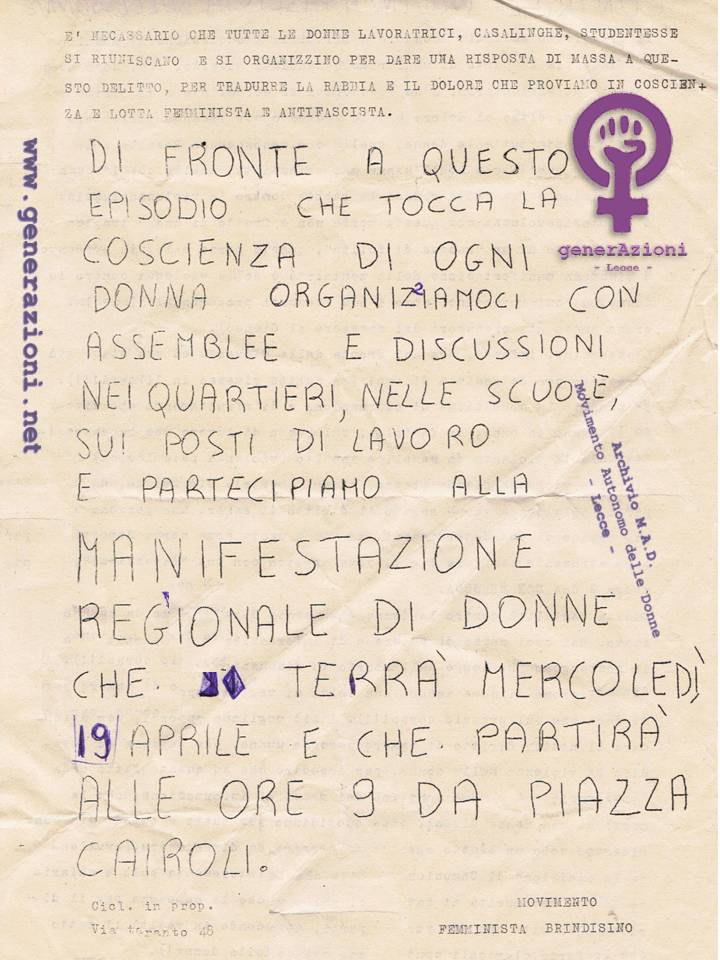 E' NECASSARIO CHE TUTTE LE DONNE LAVORATRICI, CASALINGHE, STUDENTESSE
SI RIUNISCANO E SI ORGANIZZINO PER DARE UNA RISPOSTA DI MASSA A QUE-
STO DELITTO, PER TRADURRE LA RABBIA E IL DOLORE CHE PROVIAMO IN COSCIEN+
ZA E LOTTA FEMMINISTA E ANTIFASCISTA.
DI FRONTE A QUESTO
EPISODIO CHE TOCCA LA
COSCIENZA DI OGNI
DONNA ORGANIZZIAMOCI CON
ASSEMBLEE E DISCUSSIONI
NEI QUARTIERI, NELLE SCUOLE,
SUI POSTI DI LAVORO
E PARTECIPIAMO ALLA
MANIFESTAZIONE
REGIONALE DI DONNE
CHE TERRÀ MERCOLEDÌ
19 APRILE E CHE PARTIRÀ
ALLE ORE 9 DA PIAZZA
CAIROLI.
Cicl. in prop.
Via taranto 48
MOVIMENTO
FEMMINISTA BRINDISINO
www.generazioni.net
generAzioni
- Lecce -
Archivio M.A.D.
Movimento Autonomo delle Donne
- Lecce -